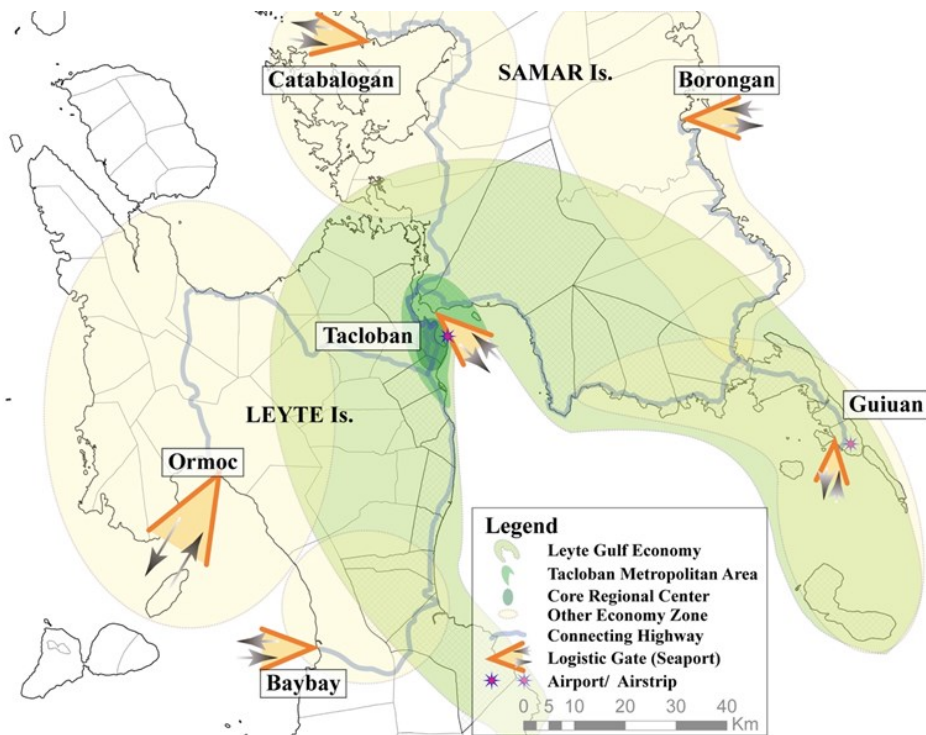 Catabalogan
SAMAR Is.
Borongan
Tacloban
LEYTE Is.
Guiuan
Ormoc
Baybay
Legend
Leyte Gulf Economy
Tacloban Metropolitan Area
Core Regional Center
Other Economy Zone
Connecting Highway
Logistic Gate (Seaport)
Airport/ Airstrip
0 5 10 20 30 40
Km